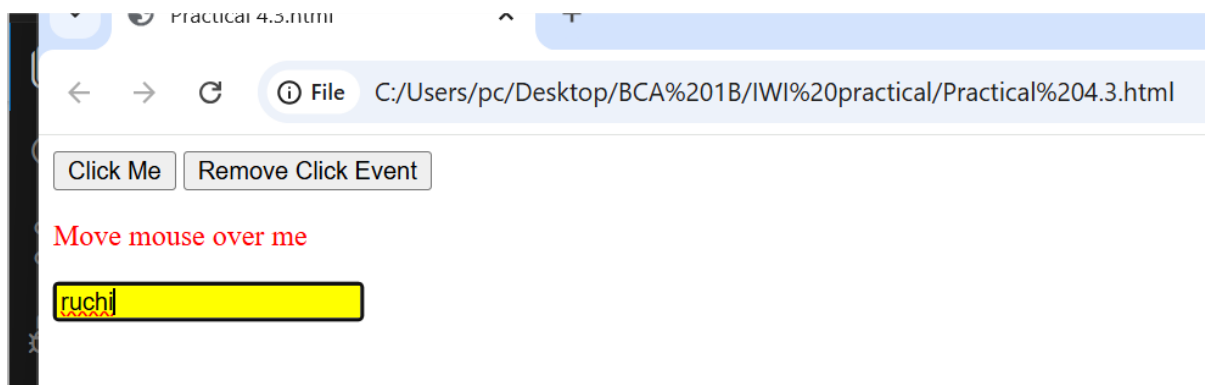 Practical 4.3.html
File C:/Users/pc/Desktop/BCA%201B/IWI%20practical/Practical%204.3.html
Click Me Remove Click Event
Move mouse over me
ruchi